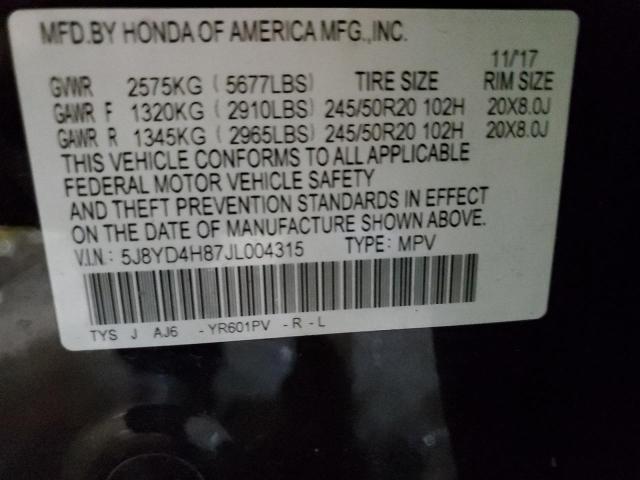 MFD.BY HONDA OF AMERICA MFG.,INC.
11/'17
GVWR 2575KG ( 5677LBS) TIRE SIZE RIM SIZE
GAWR F 1320KG ( 2910LBS) 245/50R20 102H 20X8.0J
GAWR R 1345KG ( 2965LBS) 245/50R20 102H 20X8.0J
THIS VEHICLE CONFORMS TO ALL APPLICABLE
FEDERAL MOTOR VEHICLE SAFETY
AND THEFT PREVENTION STANDARDS IN EFFECT
ON THE DATE OF MANUFACTURE SHOWN ABOVE.
V.I.N.: 5J8YD4H87JL004315 TYPE: MPV
TYS J AJ6 -YR601PV -R-L